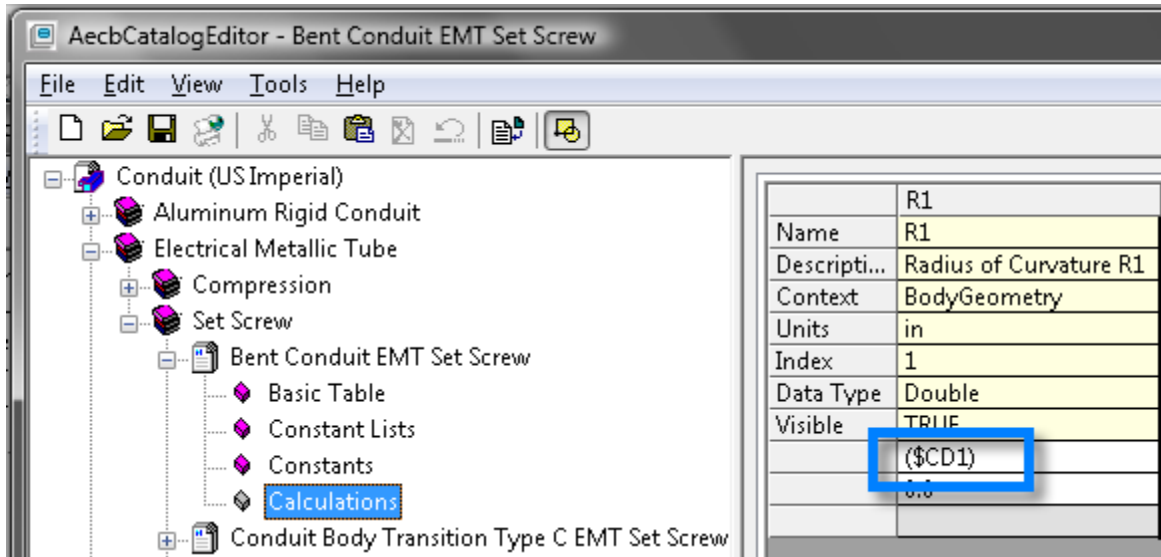 AecbCatalogEditor - Bent Conduit EMT Set Screw
File Edit View Tools Help
Conduit (US Imperial)
Aluminum Rigid Conduit
Electrical Metallic Tube
Compression
Set Screw
Bent Conduit EMT Set Screw
Basic Table
Constant Lists
Constants
Calculations
Conduit Body Transition Type C EMT Set Screw
R1
Name R1
Descripti... Radius of Curvature R1
Context BodyGeometry
Units in
Index 1
Data Type Double
Visible TRUE
($CD1)
0.0